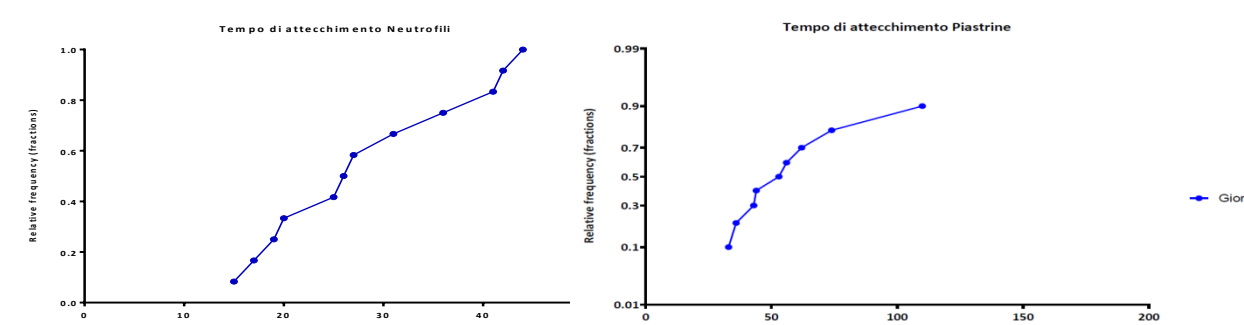 Tempo di attecchimento Neutrofili
Relative frequency (fractions)
1.0
0.8
0.6
0.4
0.2
0.0
0 10 20 30 40
Tempo di attecchimento Piastrine
Relative frequency (fractions)
0.99
0.9
0.7
0.5
0.3
0.1
0.01
0 50 100 150 200
Gior